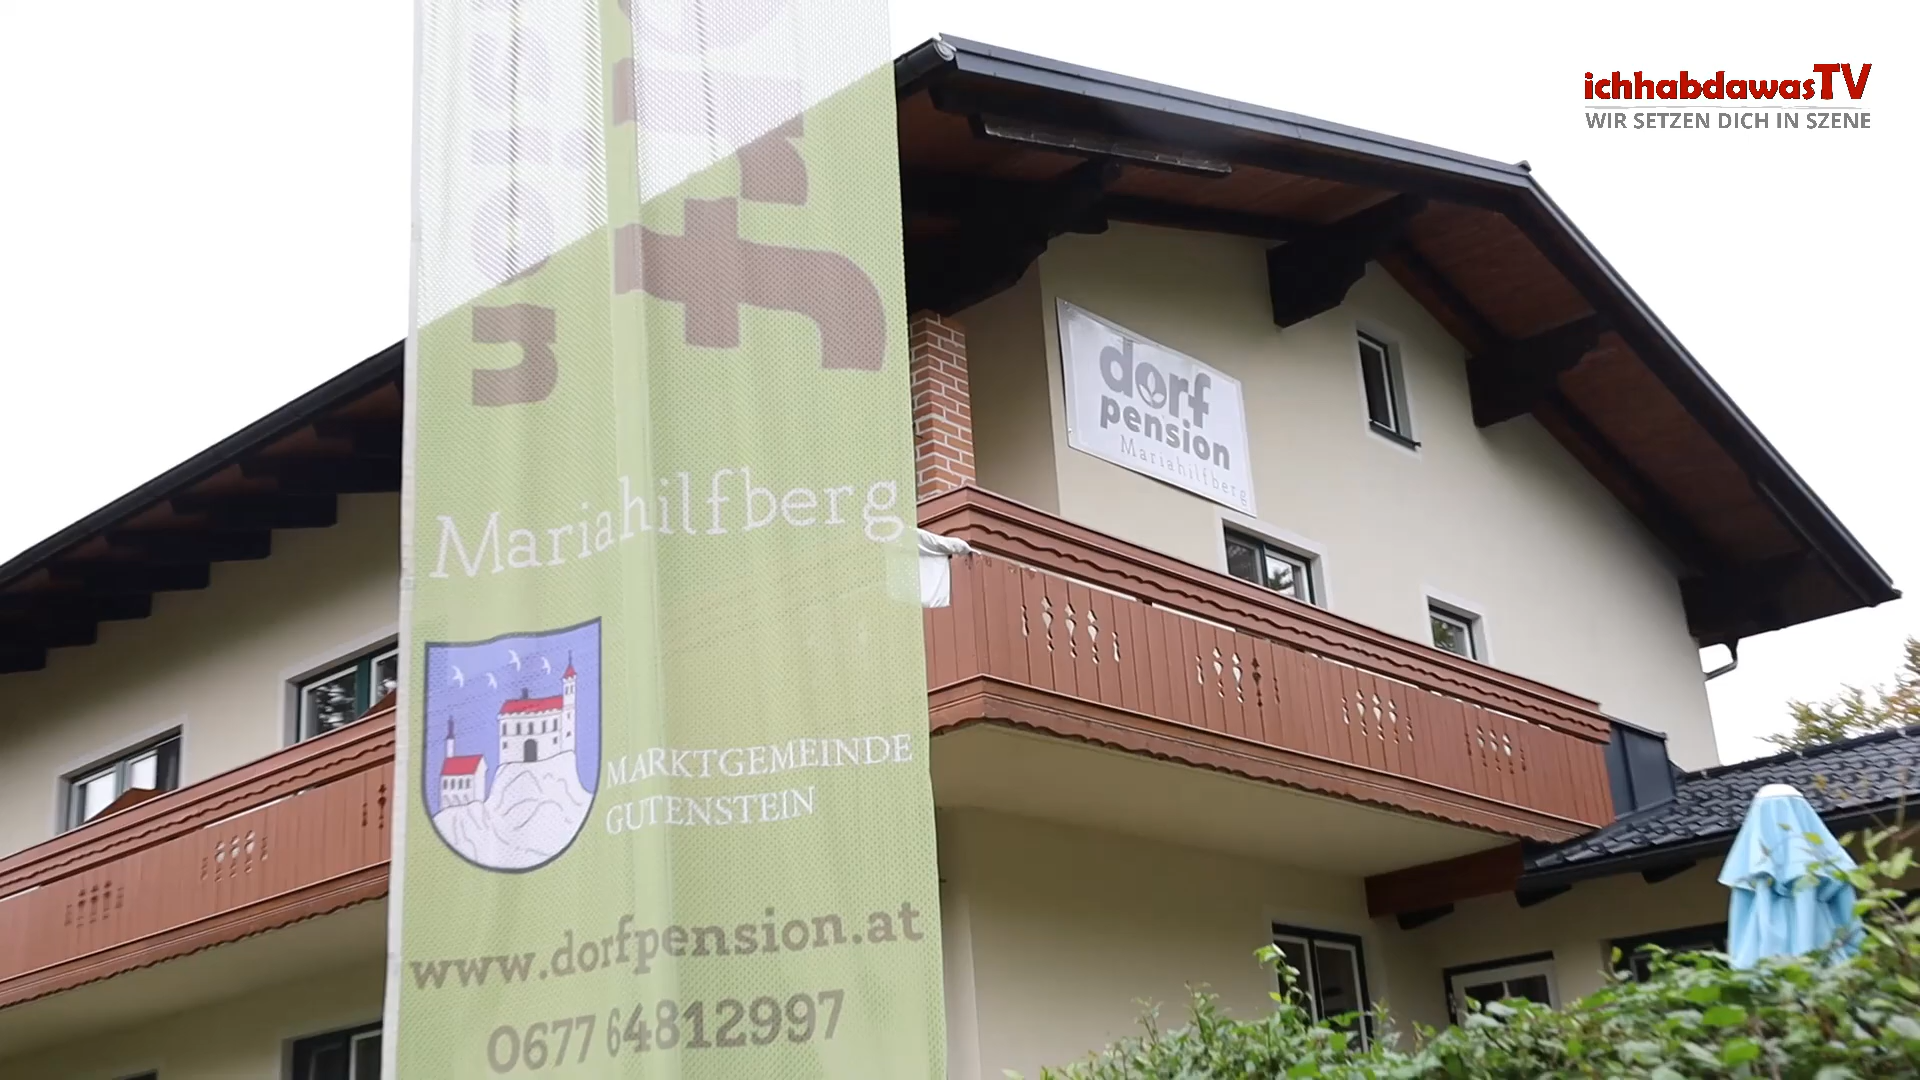 ichhabdawasTV
WIR SETZEN DICH IN SZENE
dorf
pension
Mariahilfberg
Mariahilfberg
MARKTGEMEINDE
GUTENSTEIN
www.dorfpension.at
0677 64812997